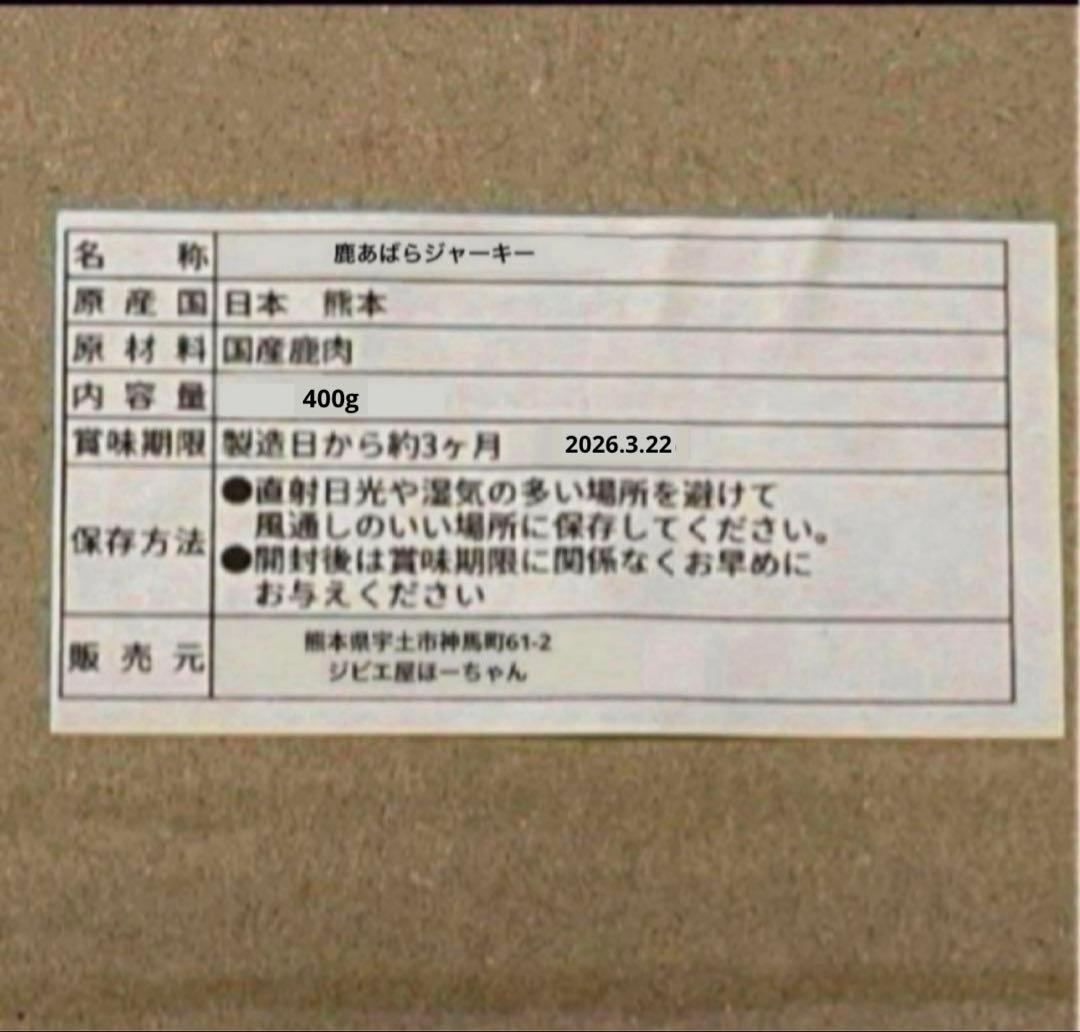 名称 鹿あばらジャーキー
原産国 日本 熊本
原材料 国産鹿肉
内容量 400g
賞味期限 製造日から約3ヶ月 2026.3.22
保存方法 ●直射日光や湿気の多い場所を避けて
風通しのいい場所に保存してください。
●開封後は賞味期限に関係なくお早めに
お与えください
販売元 熊本県宇土市神馬町61-2
ジビエ屋ほーちゃん